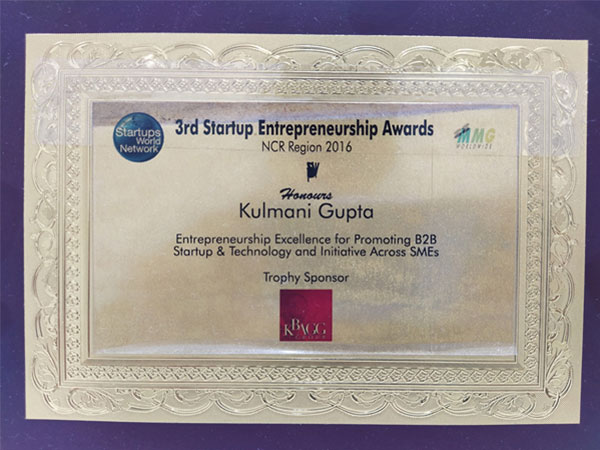 Startups
World
Network
3rd Startup Entrepreneurship Awards
MMG
WORLDWIDE
NCR Region 2016
Honours
Kulmani Gupta
Entrepreneurship Excellence for Promoting B2B
Startup & Technology and Initiative Across SMEs
Trophy Sponsor
KBAGG
GROUP